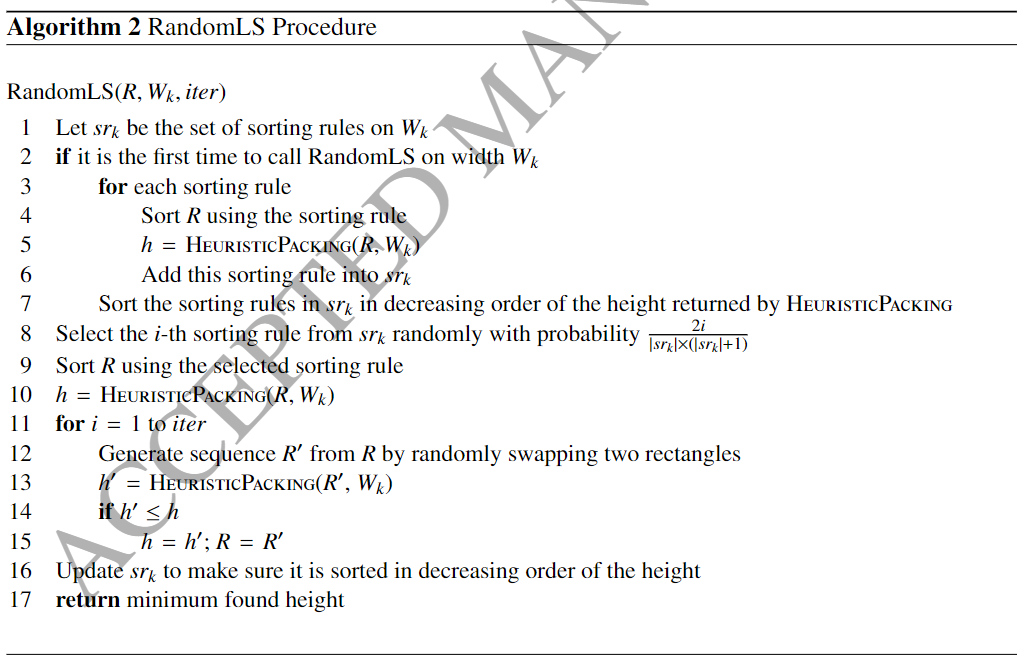 Algorithm 2 RandomLS Procedure
RandomLS(R, W_k, iter)
1 Let sr_k be the set of sorting rules on W_k
2 if it is the first time to call RandomLS on width W_k
3 for each sorting rule
4 Sort R using the sorting rule
5 h = HeuristicPacking(R, W_k)
6 Add this sorting rule into sr_k
7 Sort the sorting rules in sr_k in decreasing order of the height returned by HeuristicPacking
8 Select the i-th sorting rule from sr_k randomly with probability 2i / |sr_k|×(|sr_k|+1)
9 Sort R using the selected sorting rule
10 h = HeuristicPacking(R, W_k)
11 for i = 1 to iter
12 Generate sequence R′ from R by randomly swapping two rectangles
13 h′ = HeuristicPacking(R′, W_k)
14 if h′ ≤ h
15 h = h′; R = R′
16 Update sr_k to make sure it is sorted in decreasing order of the height
17 return minimum found height
ACCEPTED MAN